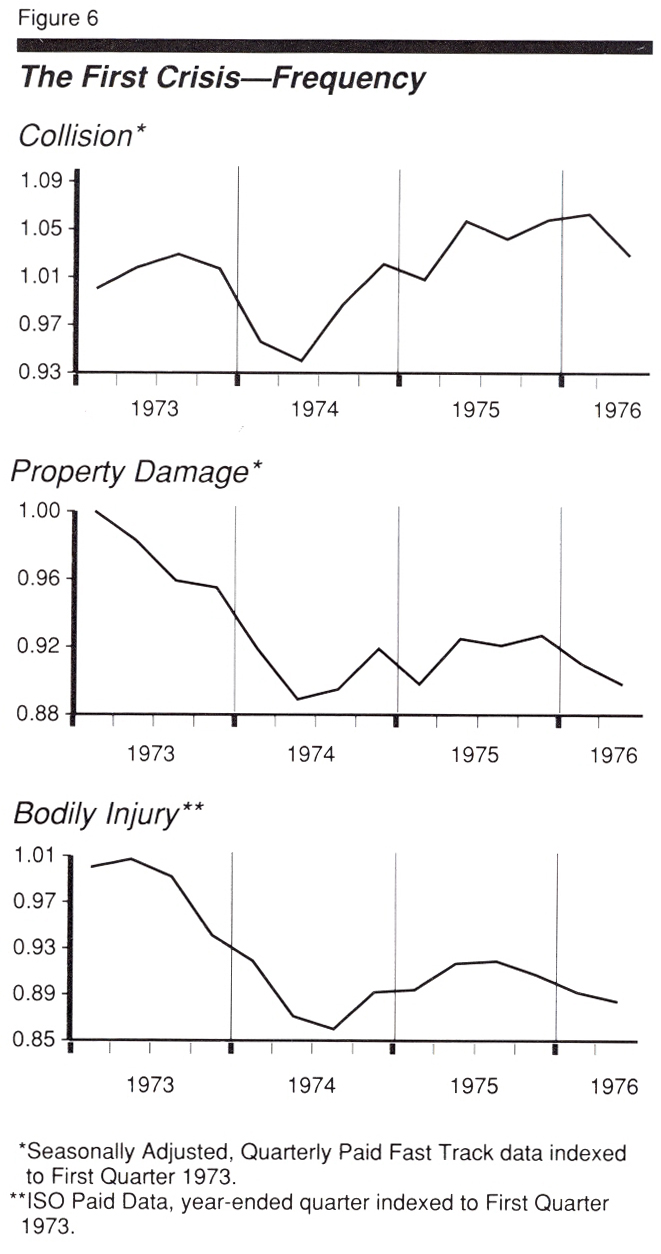 Figure 6
The First Crisis—Frequency
Collision*
1.09
1.05
1.01
0.97
0.93
1973 1974 1975 1976
Property Damage*
1.00
0.96
0.92
0.88
1973 1974 1975 1976
Bodily Injury**
1.01
0.97
0.93
0.89
0.85
1973 1974 1975 1976
*Seasonally Adjusted, Quarterly Paid Fast Track data indexed
to First Quarter 1973.
**ISO Paid Data, year-ended quarter indexed to First Quarter
1973.